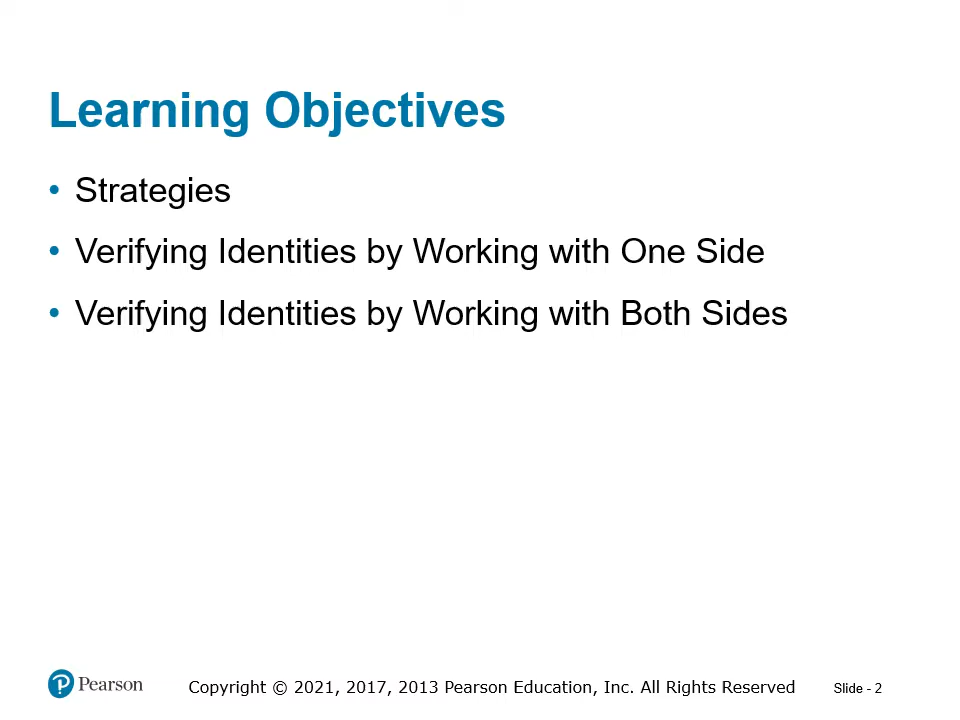 Learning Objectives
• Strategies
• Verifying Identities by Working with One Side
• Verifying Identities by Working with Both Sides
Pearson Copyright © 2021, 2017, 2013 Pearson Education, Inc. All Rights Reserved Slide - 2